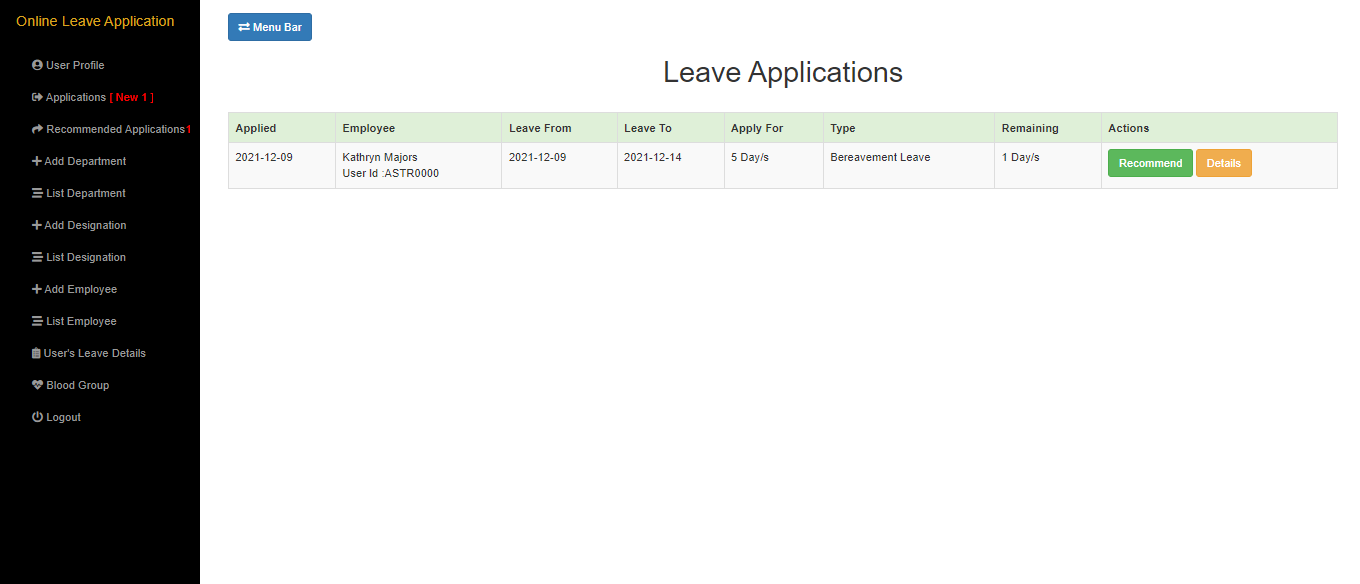 Online Leave Application
User Profile
Applications [ New 1 ]
Recommended Applications1
Add Department
List Department
Add Designation
List Designation
Add Employee
List Employee
User's Leave Details
Blood Group
Logout
Menu Bar
Leave Applications
Applied Employee Leave From Leave To Apply For Type Remaining Actions
2021-12-09 Kathryn Majors 2021-12-09 2021-12-14 5 Day/s Bereavement Leave 1 Day/s Recommend Details
User Id :ASTR0000